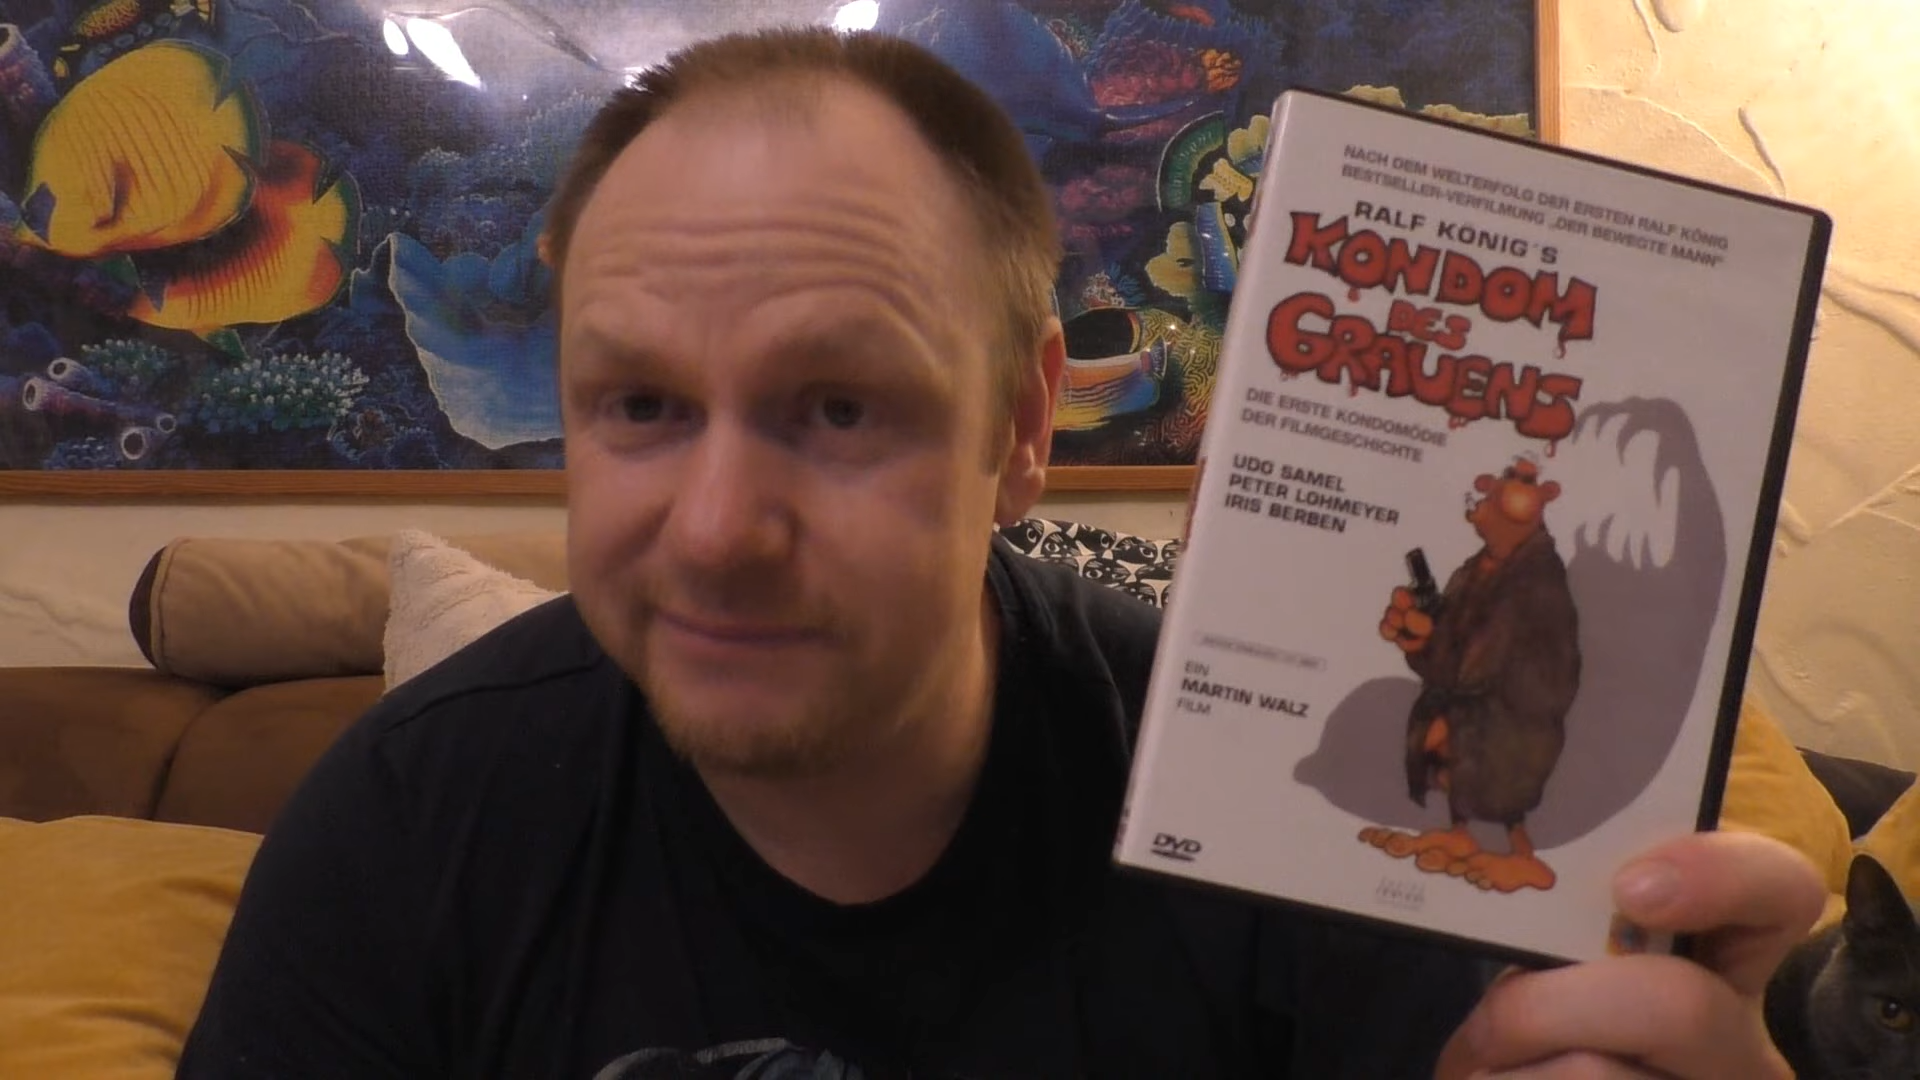 NACH DEM WELTERFOLG DER ERSTEN RALF KÖNIG
BESTSELLER-VERFILMUNG „DER BEWEGTE MANN"
RALF KÖNIG´S
KONDOM
DES
GRAUENS
DIE ERSTE KONDOMÖDIE
DER FILMGESCHICHTE
UDO SAMEL
PETER LOHMEYER
IRIS BERBEN
EIN
MARTIN WALZ
FILM
DVD